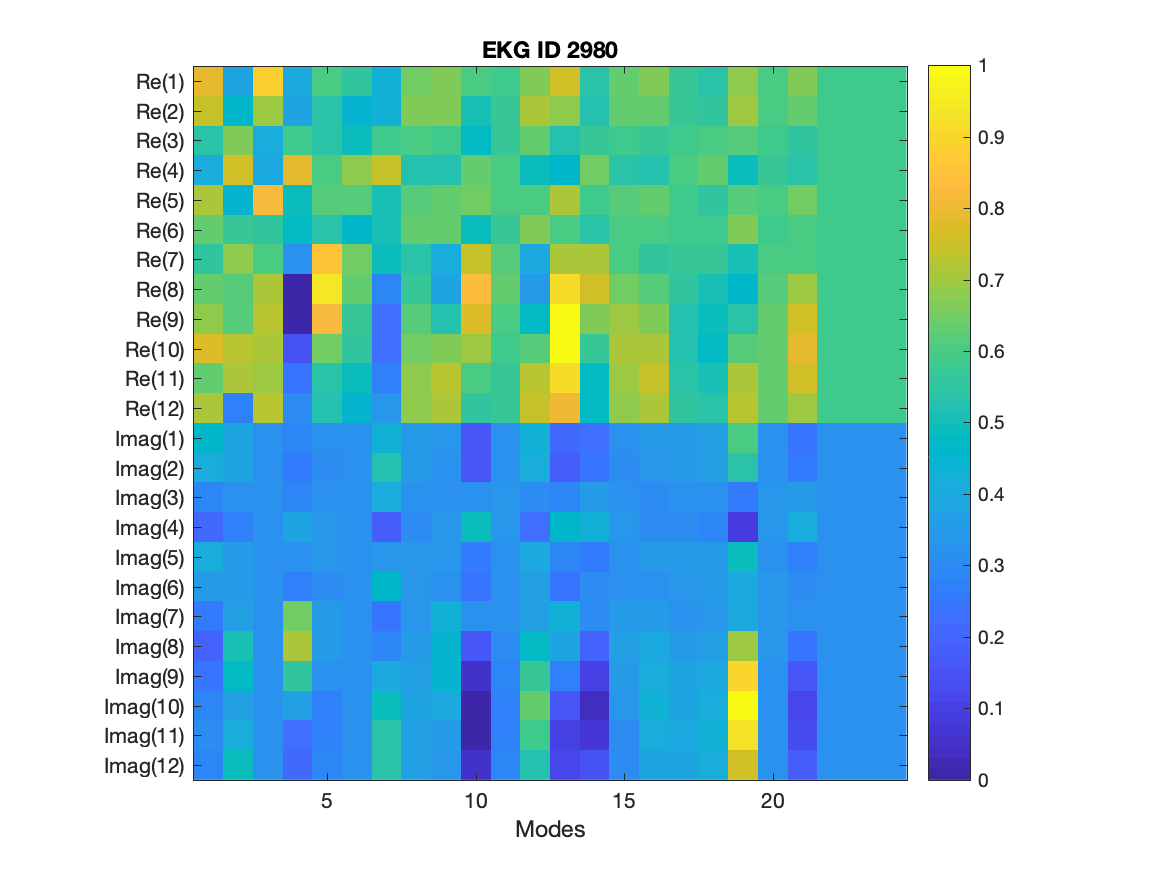 EKG ID 2980
Re(1)
Re(2)
Re(3)
Re(4)
Re(5)
Re(6)
Re(7)
Re(8)
Re(9)
Re(10)
Re(11)
Re(12)
Imag(1)
Imag(2)
Imag(3)
Imag(4)
Imag(5)
Imag(6)
Imag(7)
Imag(8)
Imag(9)
Imag(10)
Imag(11)
Imag(12)
5 10 15 20
Modes
1
0.9
0.8
0.7
0.6
0.5
0.4
0.3
0.2
0.1
0